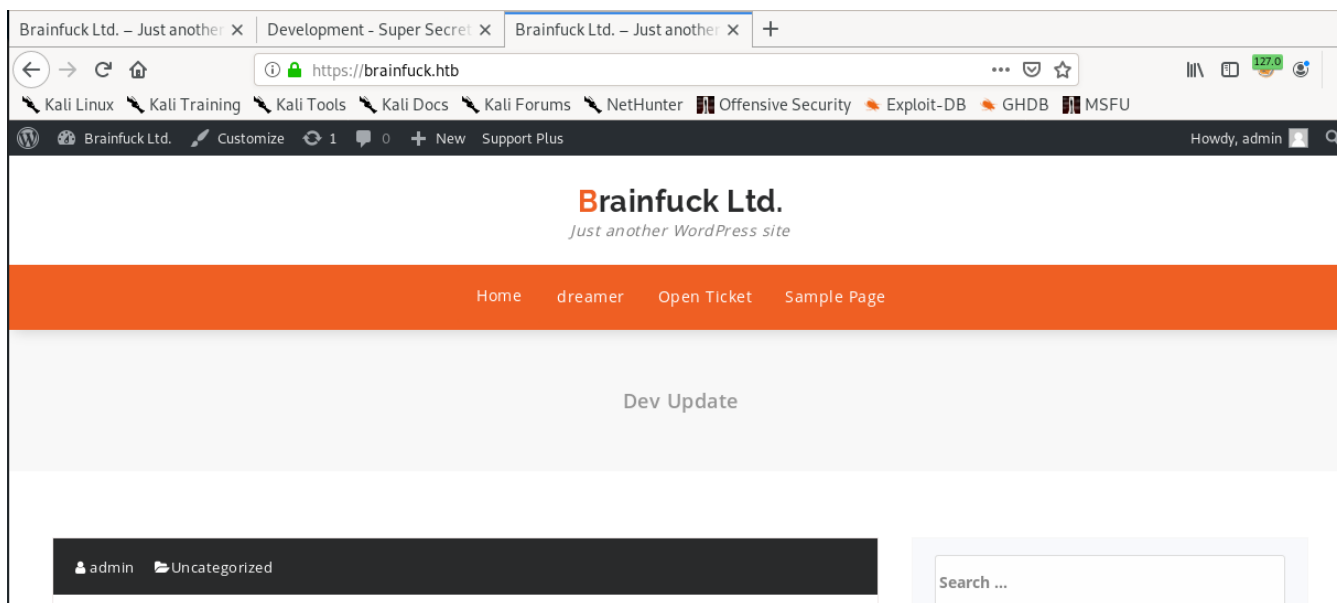 Brainfuck Ltd. – Just another Development - Super Secret Brainfuck Ltd. – Just another
https://brainfuck.htb 127.0
Kali Linux Kali Training Kali Tools Kali Docs Kali Forums NetHunter Offensive Security Exploit-DB GHDB MSFU
Brainfuck Ltd. Customize 1 0 New Support Plus Howdy, admin
Brainfuck Ltd.
Just another WordPress site
Home dreamer Open Ticket Sample Page
Dev Update
admin Uncategorized
Search ...